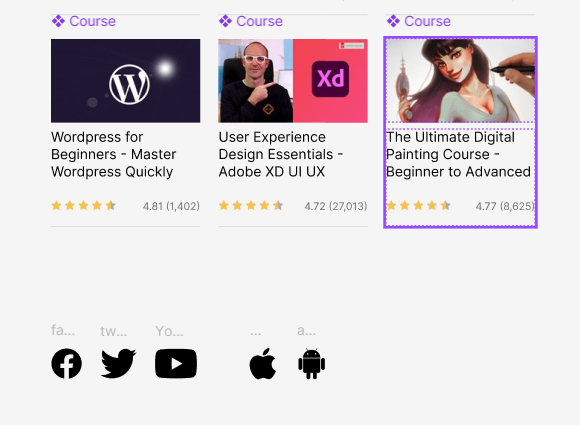 Course
Course
Course
Xd
Wordpress for
Beginners - Master
Wordpress Quickly
User Experience
Design Essentials -
Adobe XD UI UX
The Ultimate Digital
Painting Course -
Beginner to Advanced
4.81 (1,402)
4.72 (27,013)
4.77 (8,625)
fa...
tw...
Yo...
...
a...